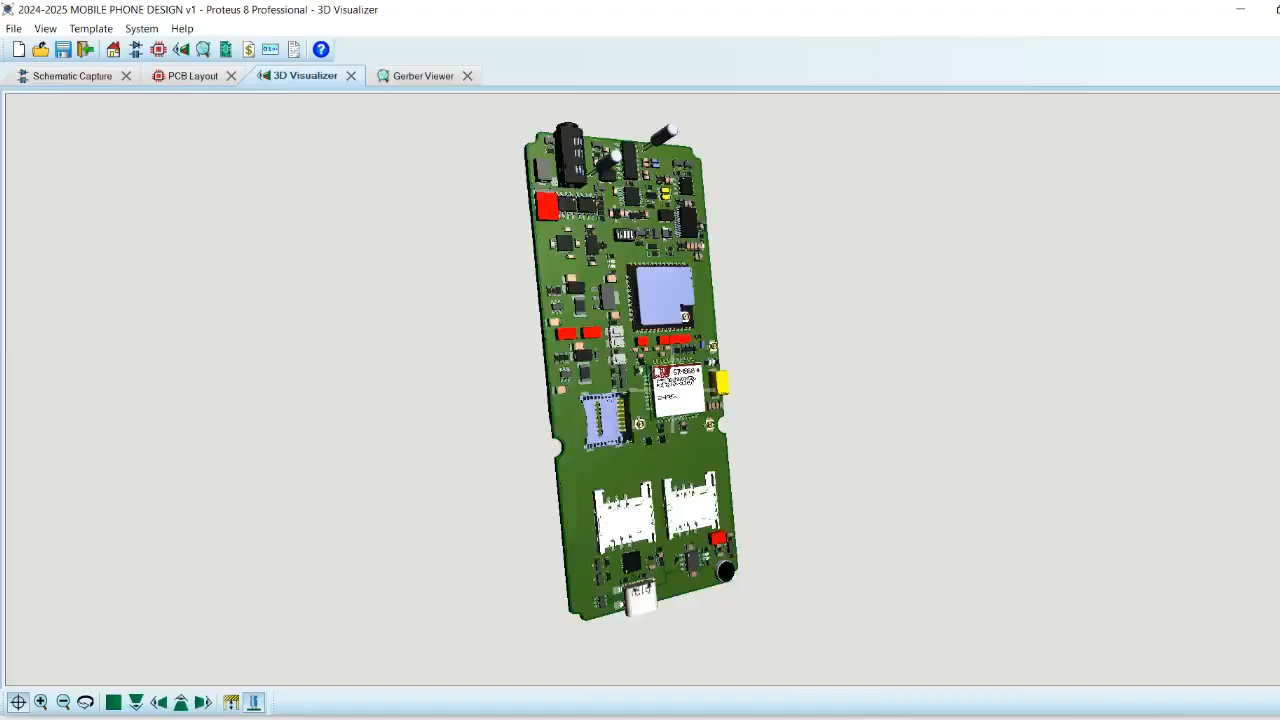 2024-2025 MOBILE PHONE DESIGN v1 - Proteus 8 Professional - 3D Visualizer
File View Template System Help
Schematic Capture PCB Layout 3D Visualizer Gerber Viewer